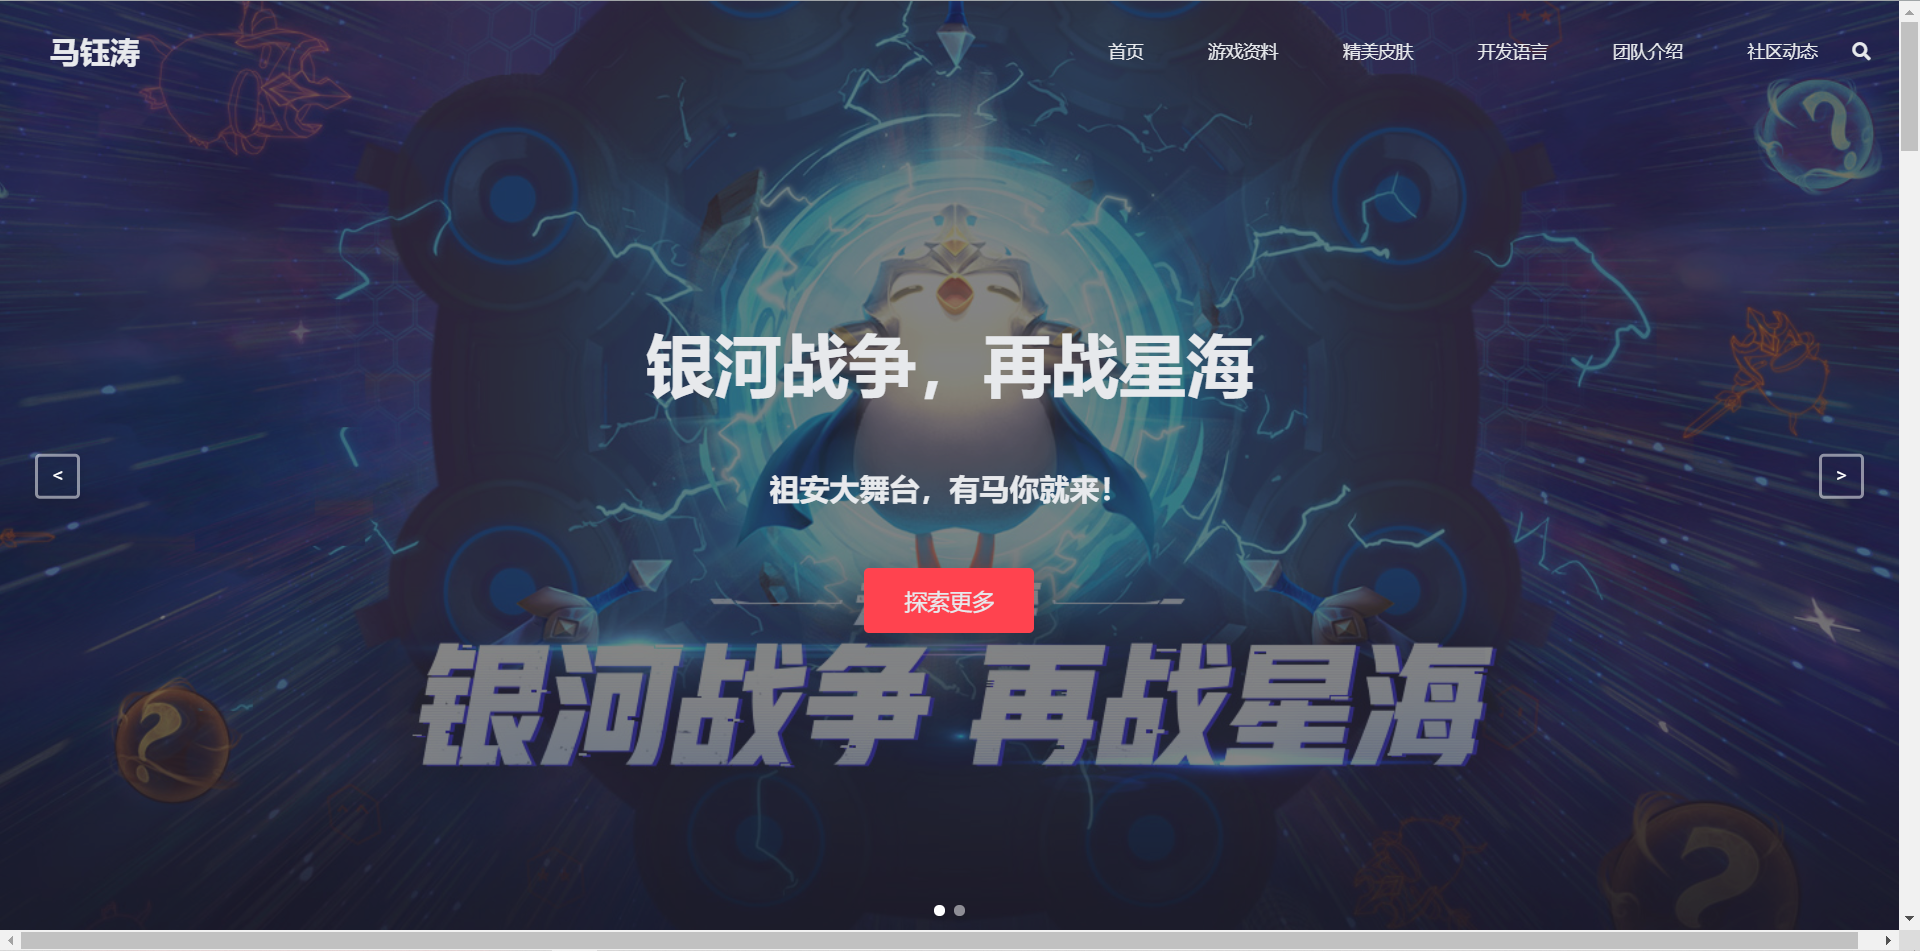 马钰涛
首页 游戏资料 精美皮肤 开发语言 团队介绍 社区动态
银河战争，再战星海
< >
祖安大舞台，有马你就来！
探索更多
银河战争 再战星海